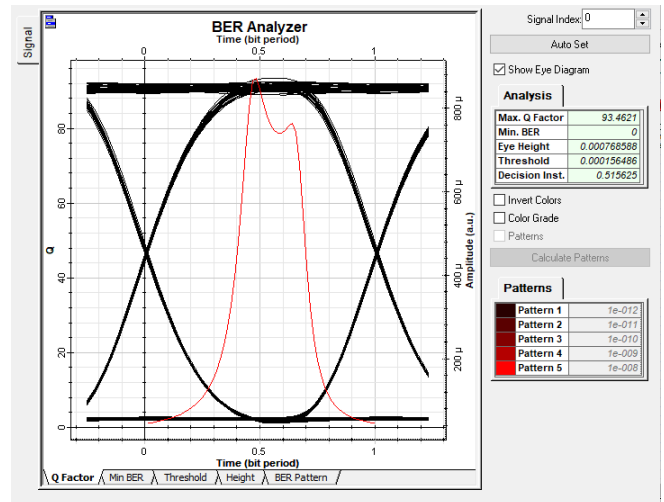 Signal
BER Analyzer
Time (bit period)
0 0.5 1
80
60
40
20
0
Q
800 µ
600 µ
400 µ
200 µ
Amplitude (a.u.)
0 0.5 1
Time (bit period)
Q Factor Min BER Threshold Height BER Pattern
Signal Index: 0
Auto Set
Show Eye Diagram
Analysis
Max. Q Factor 93.4621
Min. BER 0
Eye Height 0.000768588
Threshold 0.000156486
Decision Inst. 0.515625
Invert Colors
Color Grade
Patterns
Calculate Patterns
Patterns
Pattern 1 1e-012
Pattern 2 1e-011
Pattern 3 1e-010
Pattern 4 1e-009
Pattern 5 1e-008